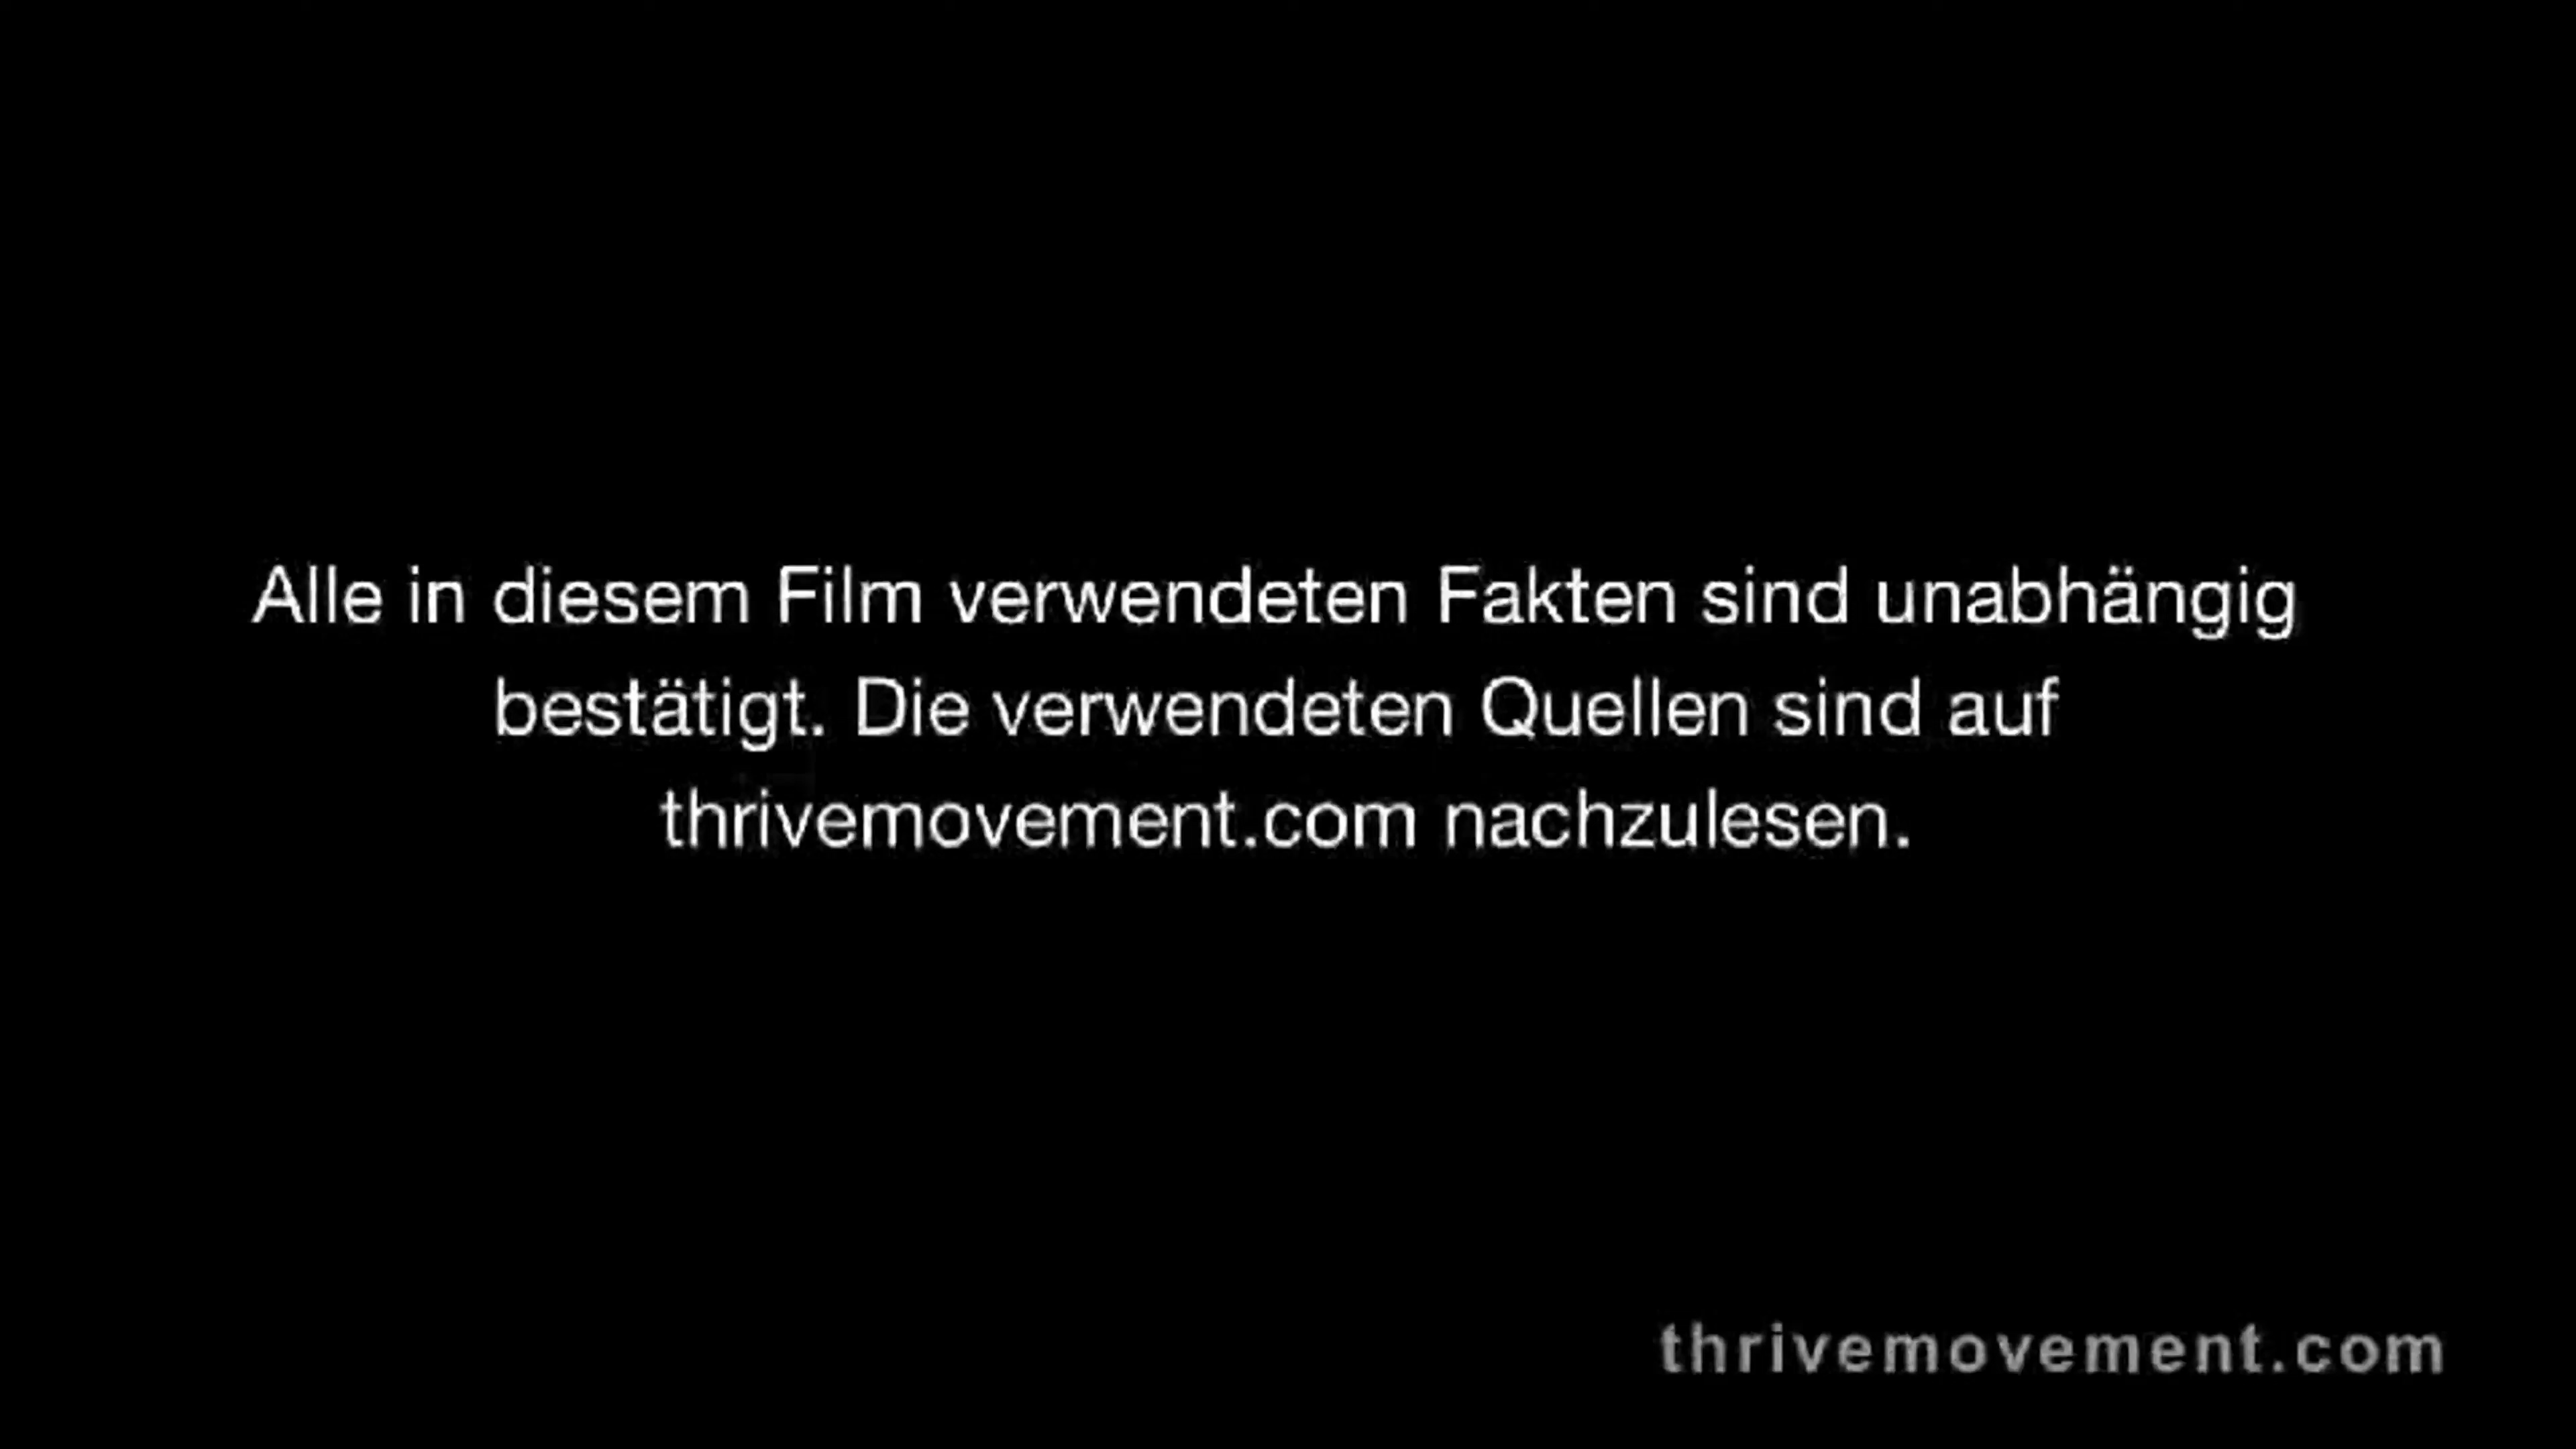 Alle in diesem Film verwendeten Fakten sind unabhängig
bestätigt. Die verwendeten Quellen sind auf
thrivemovement.com nachzulesen.
thrivemovement.com